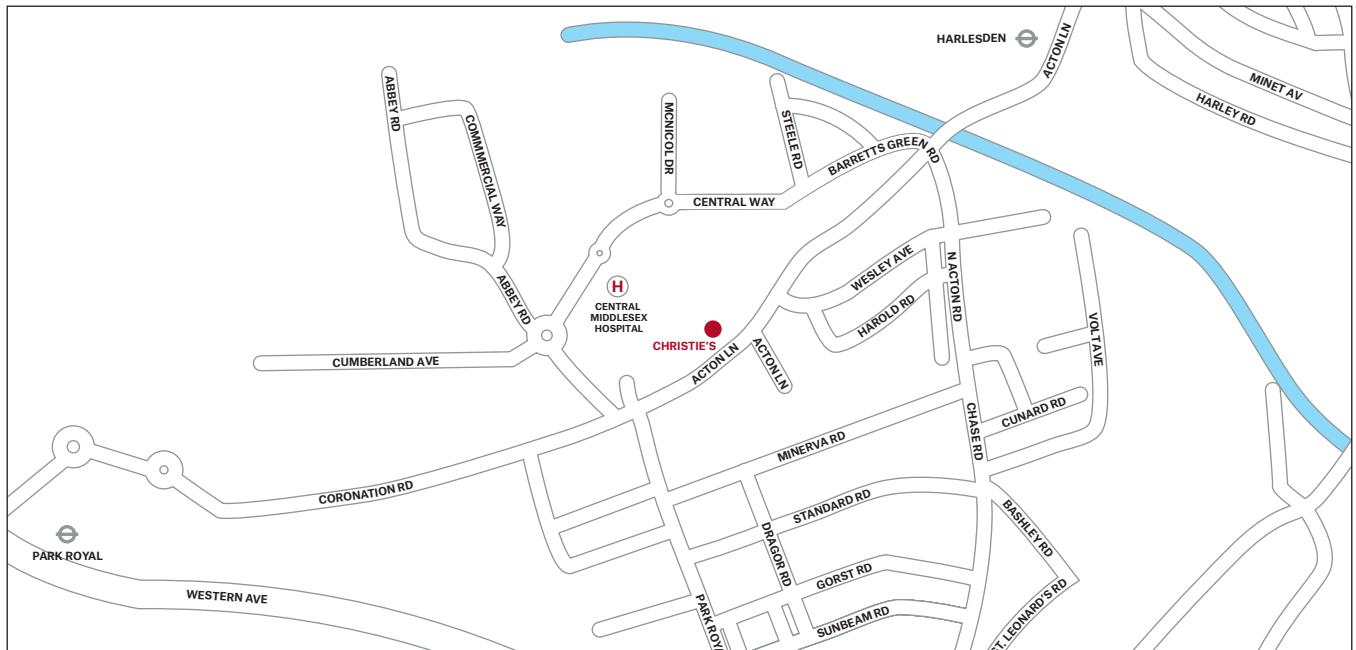 HARLESDEN
ACTON LN
MINET AV
HARLEY RD
ABBEY RD
COMMMERCIAL WAY
MCNICOL DR
STEELE RD
BARRETTS GREEN RD
CENTRAL WAY
WESLEY AVE
HAROLD RD
N ACTON RD
VOLT AVE
ABBEY RD
H
CENTRAL
MIDDLESEX
HOSPITAL
CHRISTIE'S
ACTON LN
ACTON LN
CUMBERLAND AVE
CUNARD RD
CHASE RD
MINERVA RD
CORONATION RD
STANDARD RD
BASHLEY RD
DRAGOR RD
PARK ROYAL
GORST RD
WESTERN AVE
SUNBEAM RD
ST. LEONARD'S RD